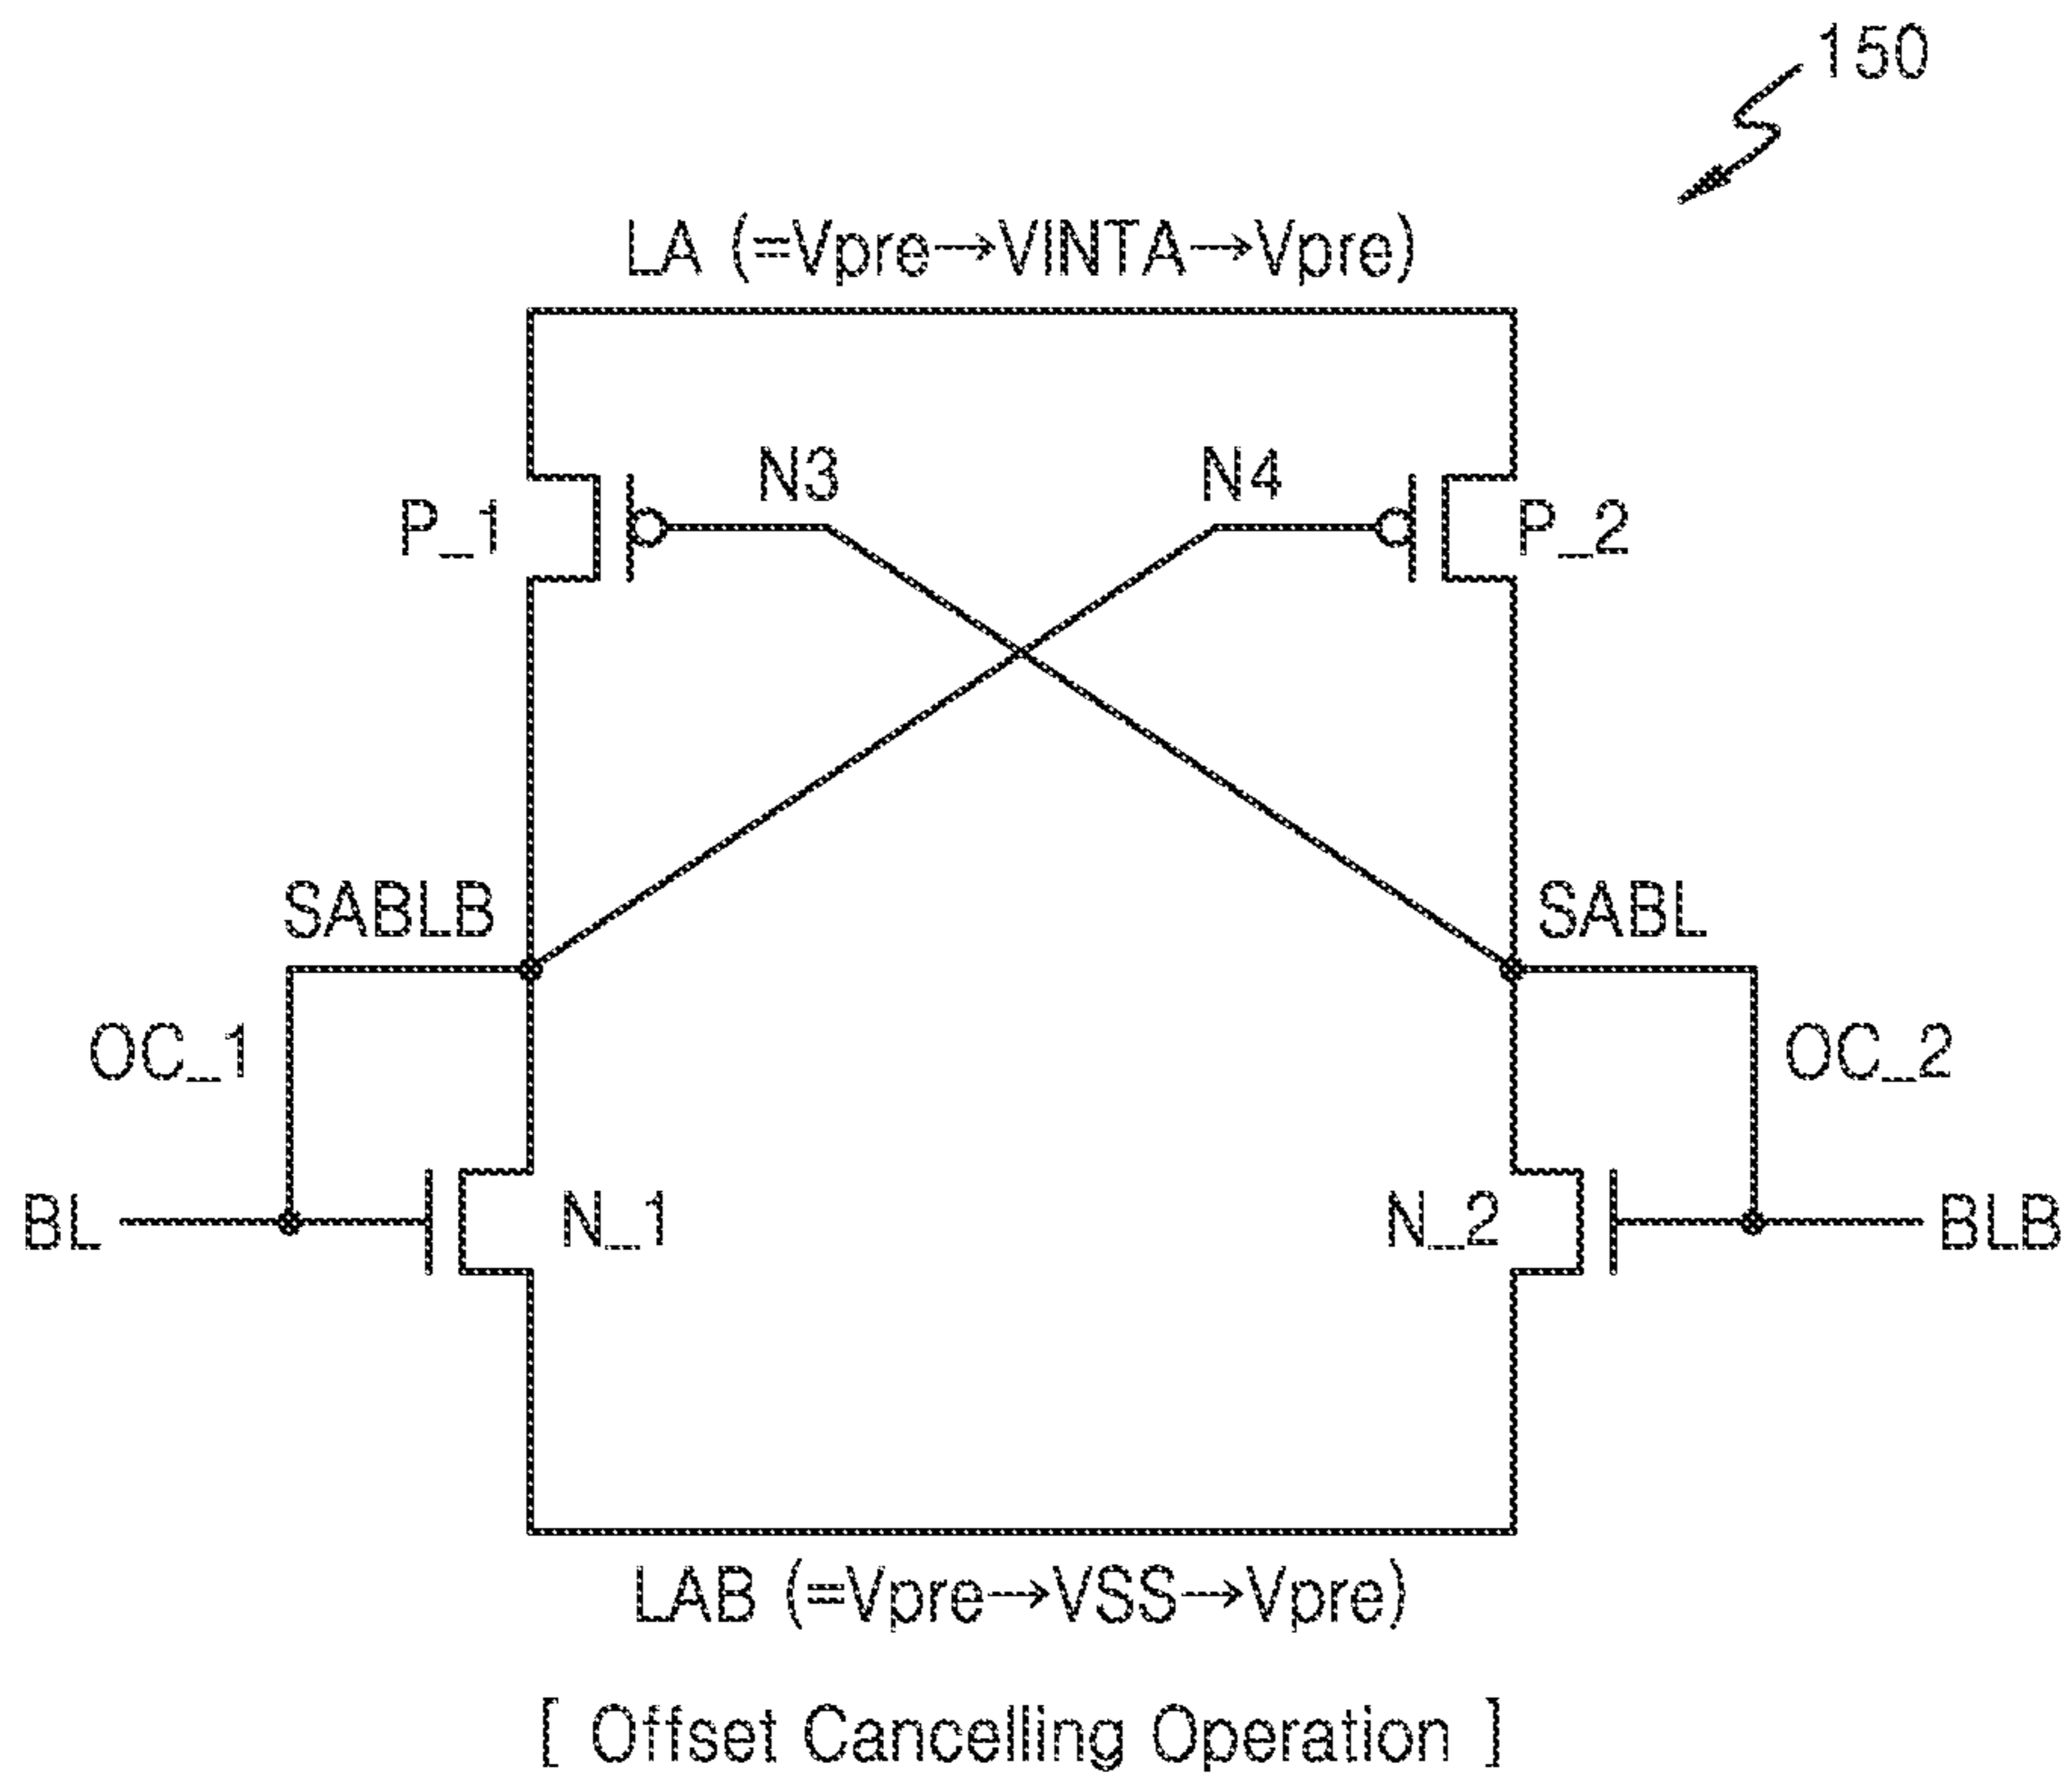 150
LA (=Vpre→VINTA→Vpre)
N3
N4
P_1
P_2
SABLB
SABL
OC_1
OC_2
BL
N_1
N_2
BLB
LAB (=Vpre→VSS→Vpre)
[ Offset Cancelling Operation ]